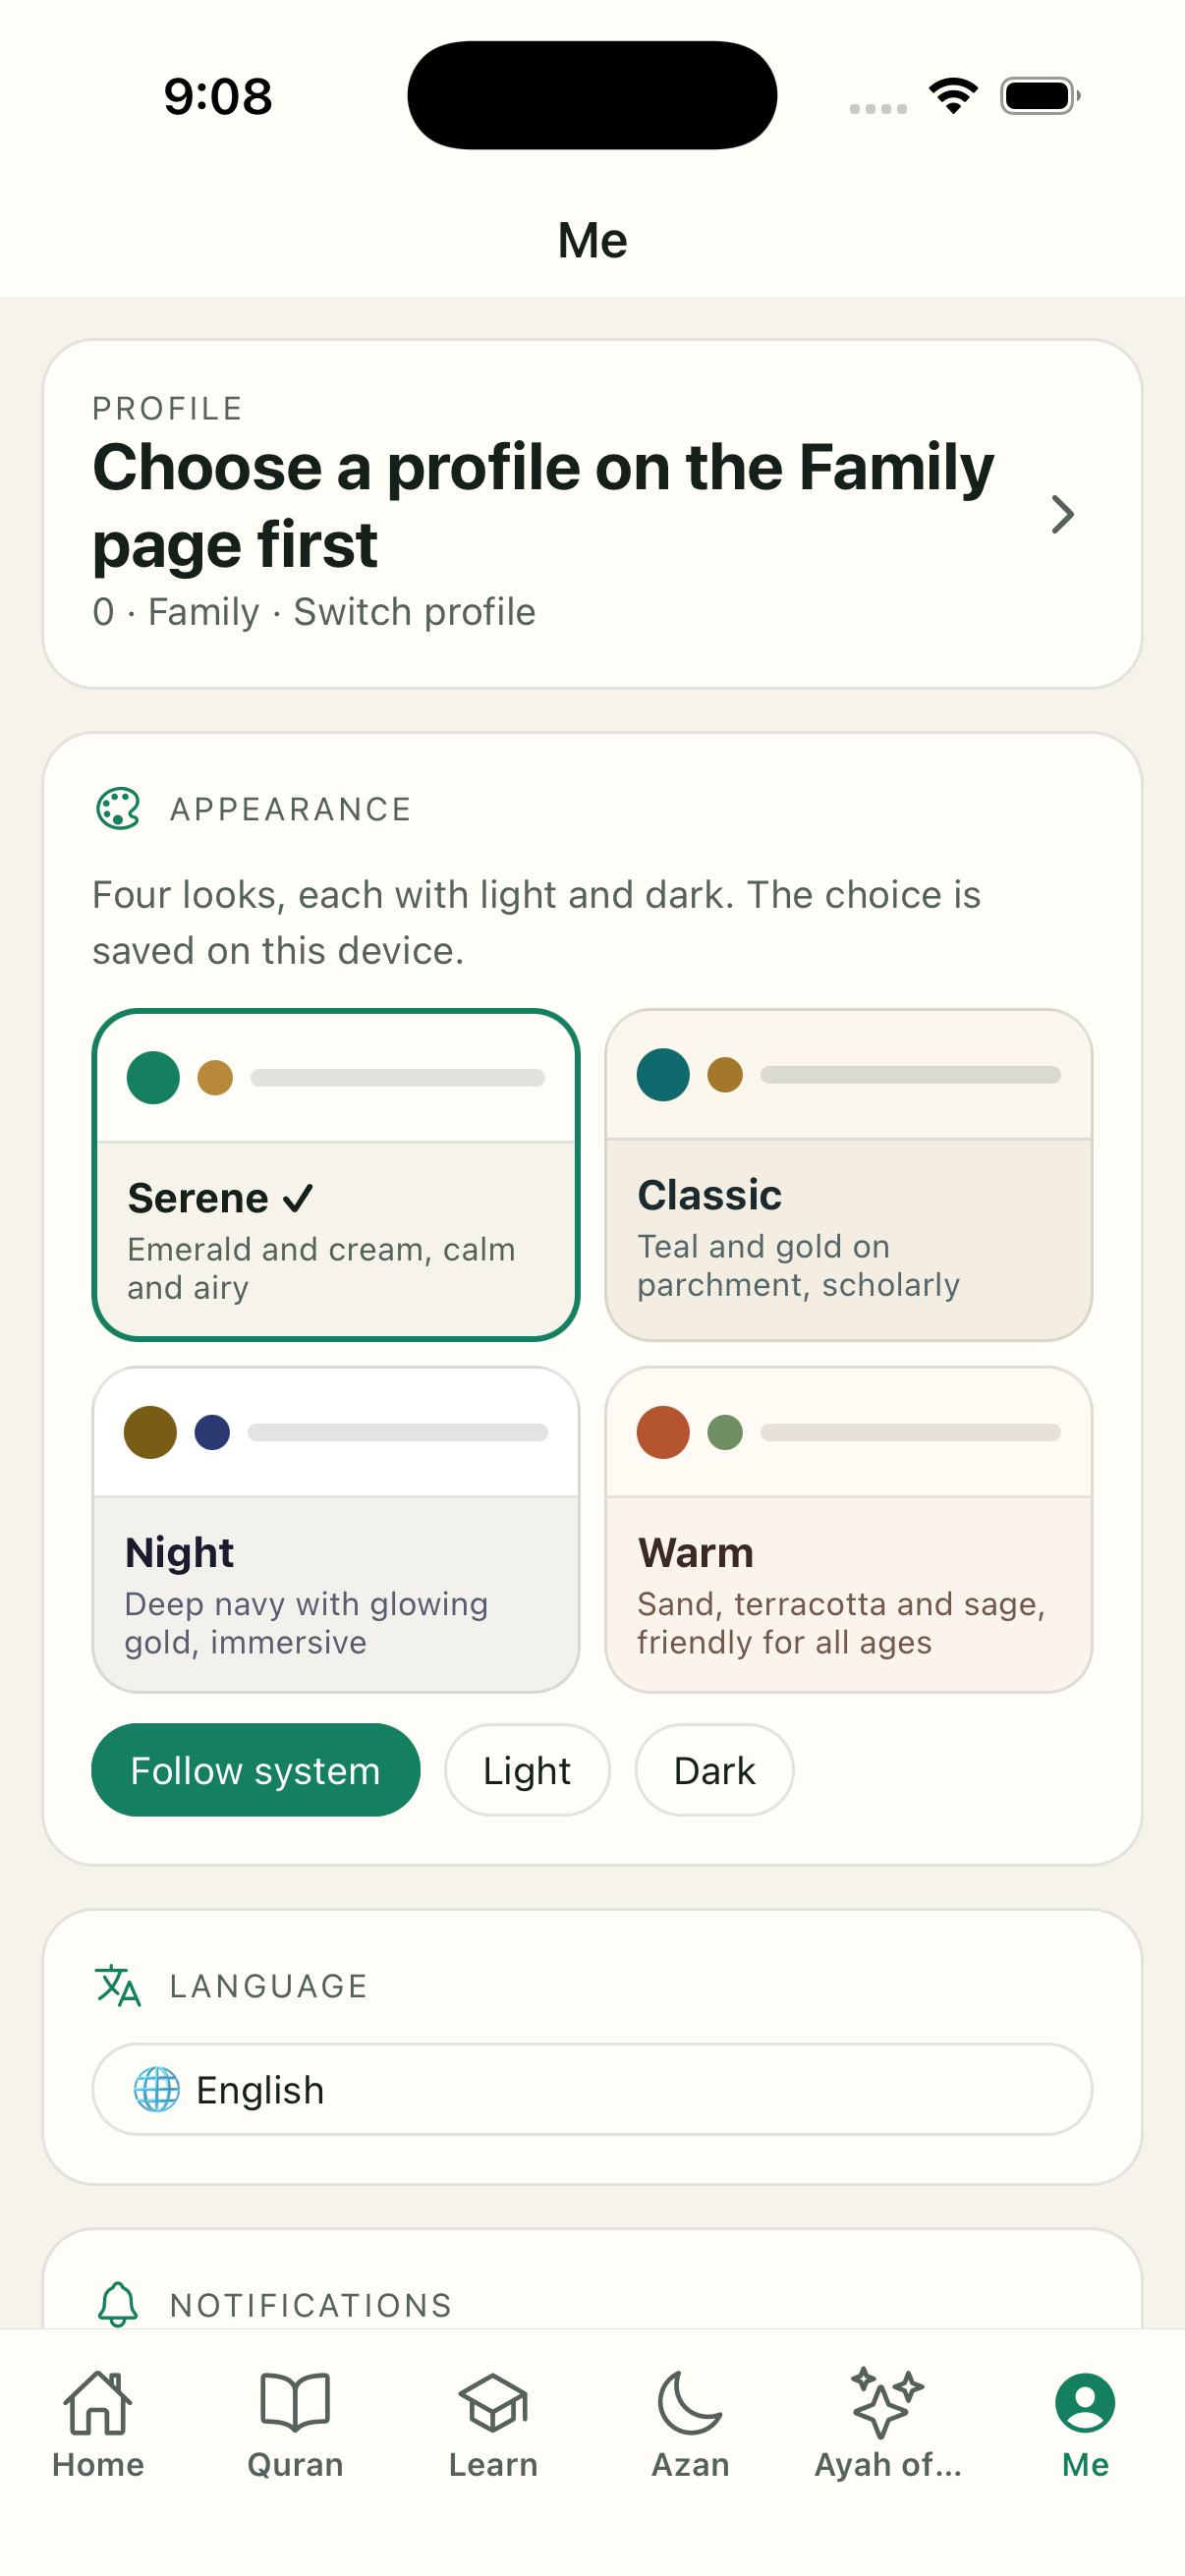 9:08
Me
PROFILE
Choose a profile on the Family
page first
0 · Family · Switch profile
APPEARANCE
Four looks, each with light and dark. The choice is
saved on this device.
Serene ✓
Emerald and cream, calm
and airy
Classic
Teal and gold on
parchment, scholarly
Night
Deep navy with glowing
gold, immersive
Warm
Sand, terracotta and sage,
friendly for all ages
Follow system
Light
Dark
LANGUAGE
🌐 English
NOTIFICATIONS
Home
Quran
Learn
Azan
Ayah of...
Me